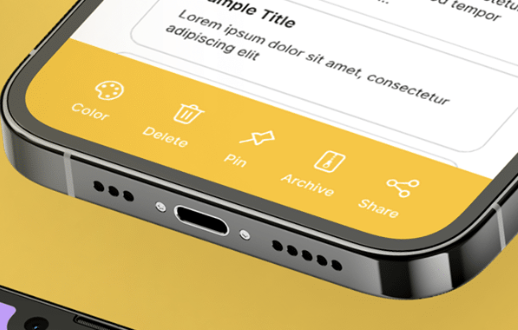 ample Title
Lorem ipsum dolor sit amet, consectetur
adipiscing elit
tempor
Color
Delete
Pin
Archive
Share